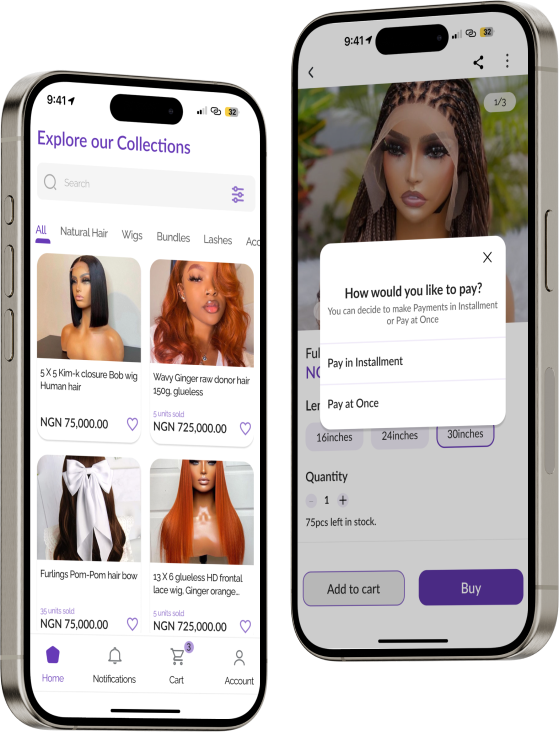 9:41
32
Explore our Collections
Search
All
Natural Hair
Wigs
Bundles
Lashes
Acc
5 X 5 Kim-k closure Bob wig
Human hair
NGN 75,000.00
Wavy Ginger raw donor hair
150g, glueless
5 units sold
NGN 725,000.00
Furlings Pom-Pom hair bow
35 units sold
NGN 75,000.00
13 X 6 glueless HD frontal
lace wig, Ginger orange...
5 units sold
NGN 725,000.00
3
Home
Notifications
Cart
Account
9:41
32
1/3
How would you like to pay?
You can decide to make Payments in Installment
or Pay at Once
Pay in Installment
Pay at Once
Ful
NG
Len
16inches
24inches
30inches
Quantity
1
75pcs left in stock.
Add to cart
Buy